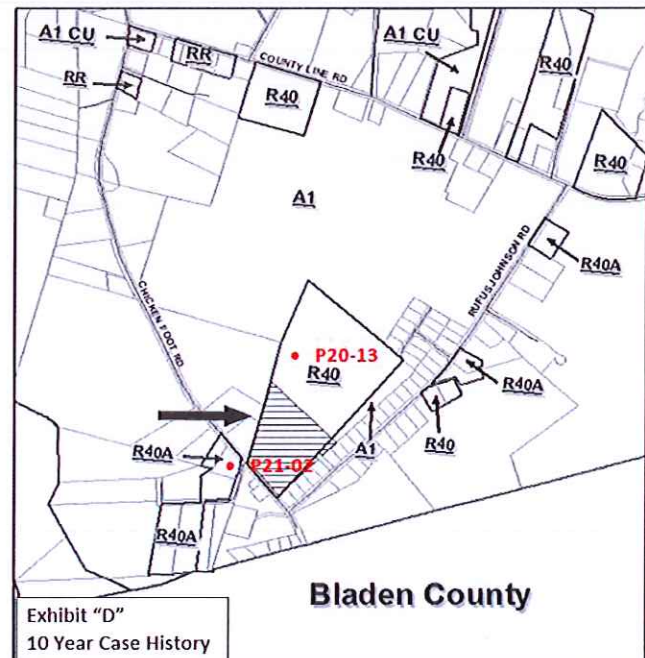 A1 CU
RR
COUNTY LINE RD
A1 CU
R40
RR
R40
R40
R40
A1
RUFUS JOHNSON RD
R40A
CHICKEN FOOT RD
P20-13
R40
R40A
R40A
P21-02
A1
R40
R40A
Bladen County
Exhibit "D"
10 Year Case History